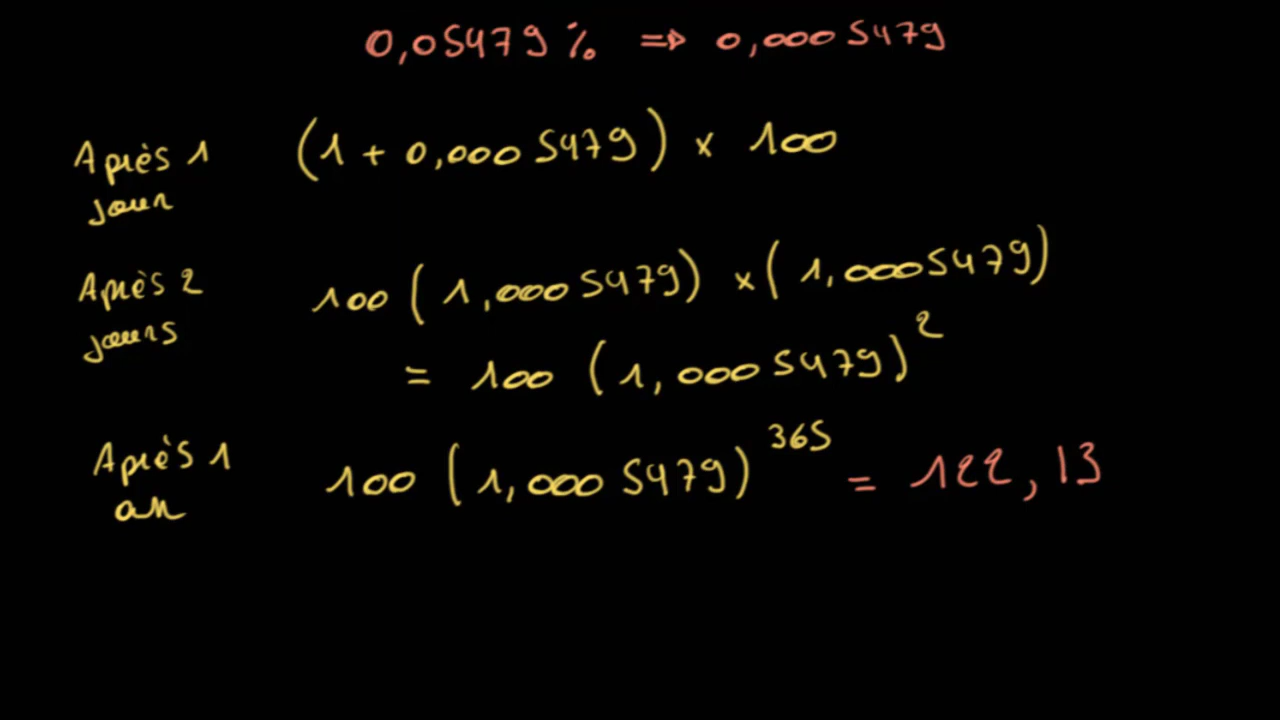 0,05479 % ⇒ 0,0005479
Après 1 (1 + 0,0005479) × 100
jour
Après 2 100 (1,0005479) × (1,0005479)
jours
= 100 (1,0005479)²
Après 1 100 (1,0005479)³⁶⁵ = 122,13
an